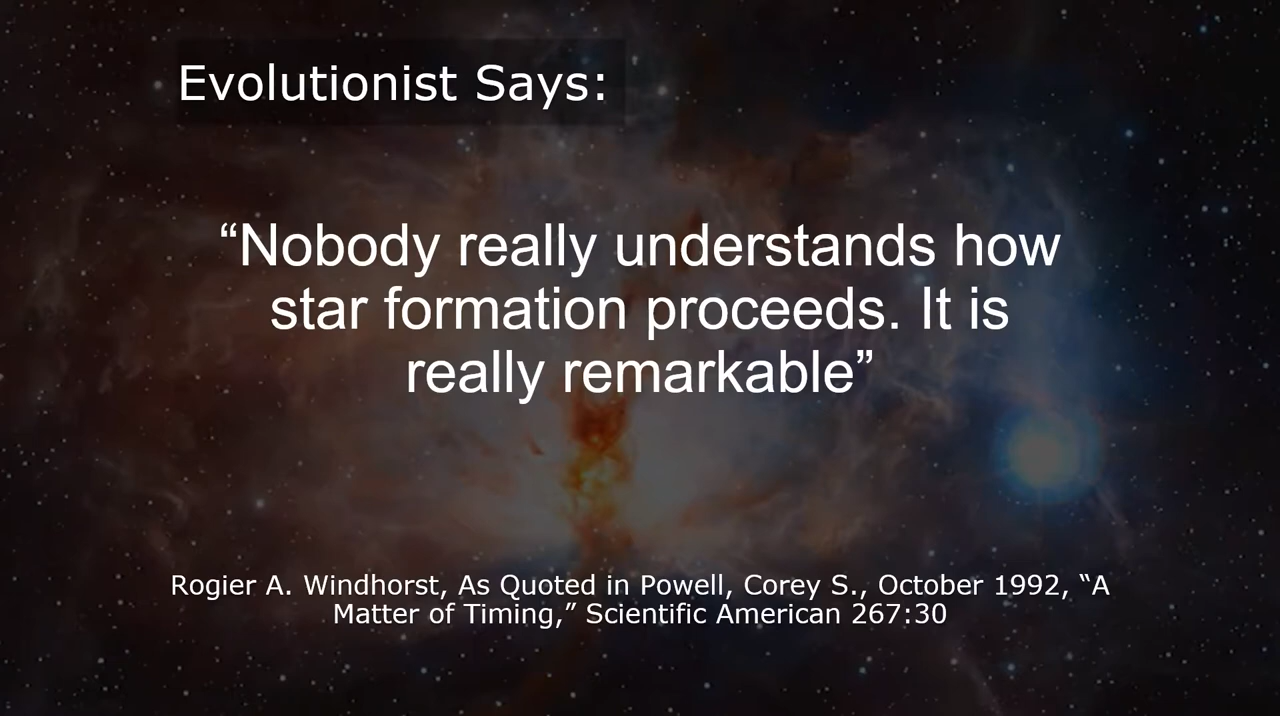 Evolutionist Says:
“Nobody really understands how
star formation proceeds. It is
really remarkable”
Rogier A. Windhorst, As Quoted in Powell, Corey S., October 1992, “A
Matter of Timing,” Scientific American 267:30